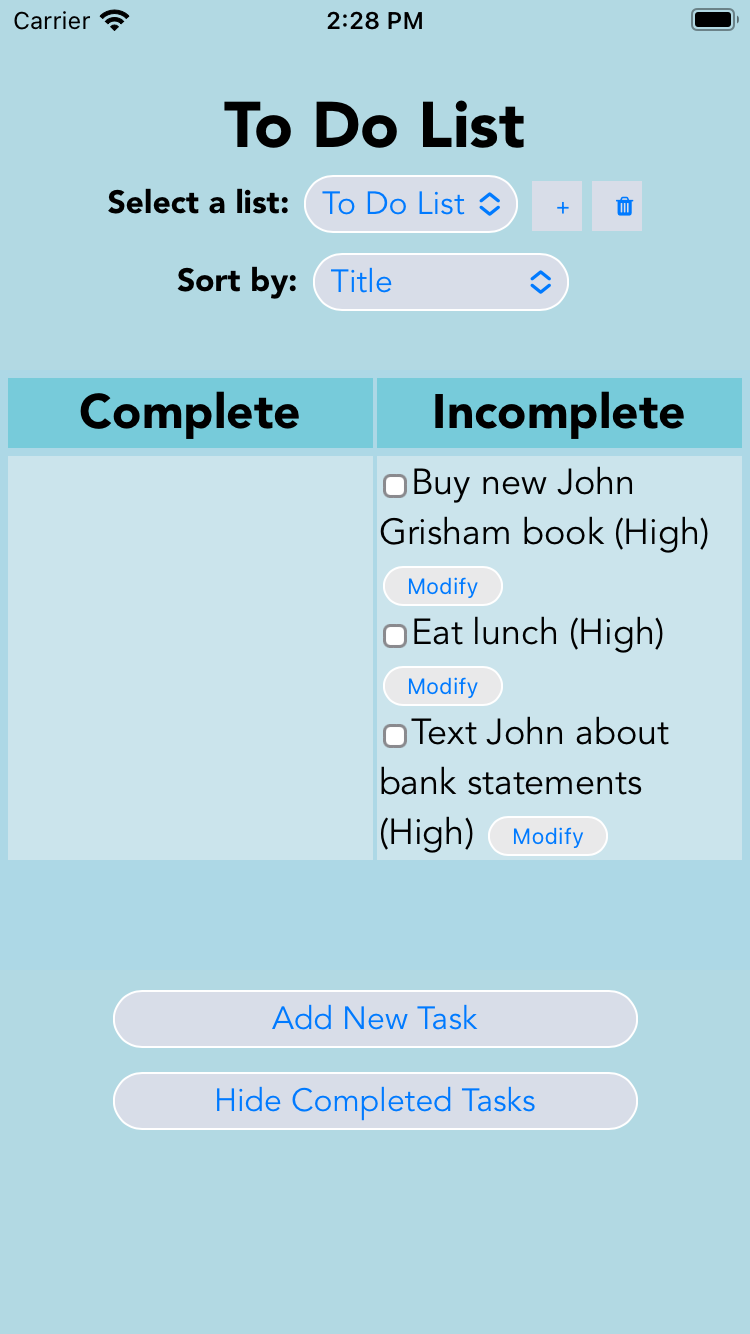 Carrier 2:28 PM
To Do List
Select a list: To Do List +
Sort by: Title
Complete Incomplete
Buy new John
Grisham book (High)
Modify
Eat lunch (High)
Modify
Text John about
bank statements
(High) Modify
Add New Task
Hide Completed Tasks